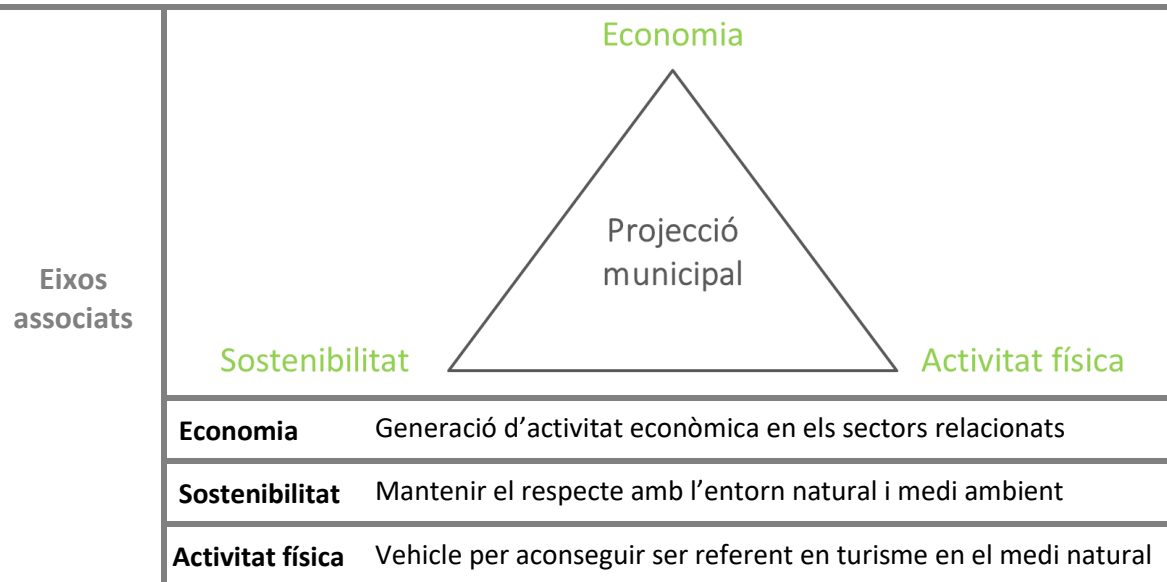 Economia
Projecció
municipal
Eixos
associats
Sostenibilitat
Activitat física
Economia Generació d’activitat econòmica en els sectors relacionats
Sostenibilitat Mantenir el respecte amb l’entorn natural i medi ambient
Activitat física Vehicle per aconseguir ser referent en turisme en el medi natural